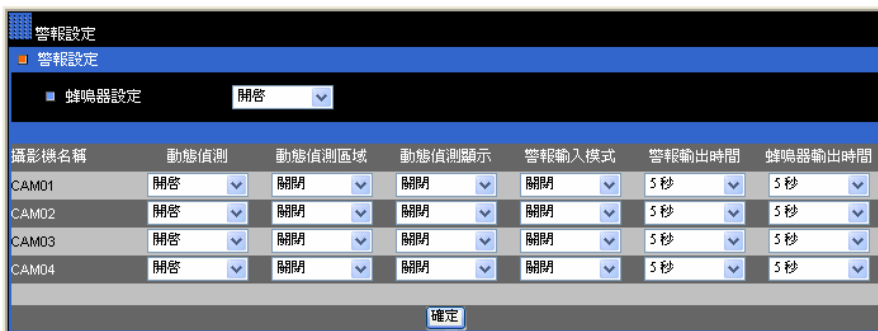 警報設定
警報設定
蜂鳴器設定 開啓
攝影機名稱 動態偵測 動態偵測區域 動態偵測顯示 警報輸入模式 警報輸出時間 蜂鳴器輸出時間
CAM01 開啓 關閉 關閉 關閉 5 秒 5 秒
CAM02 開啓 關閉 關閉 關閉 5 秒 5 秒
CAM03 開啓 關閉 關閉 關閉 5 秒 5 秒
CAM04 開啓 關閉 關閉 關閉 5 秒 5 秒
確定